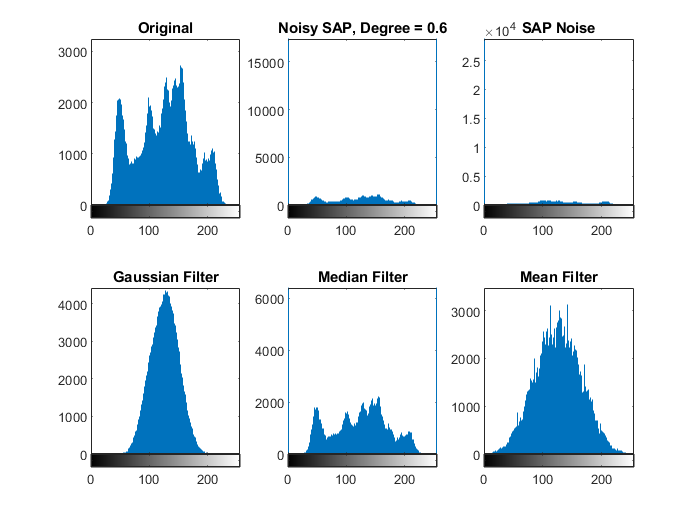 Original
3000
2000
1000
0
0 100 200
Noisy SAP, Degree = 0.6
15000
10000
5000
0
0 100 200
×10^4 SAP Noise
2.5
2
1.5
1
0.5
0
0 100 200
Gaussian Filter
4000
3000
2000
1000
0
0 100 200
Median Filter
6000
4000
2000
0
0 100 200
Mean Filter
3000
2000
1000
0
0 100 200